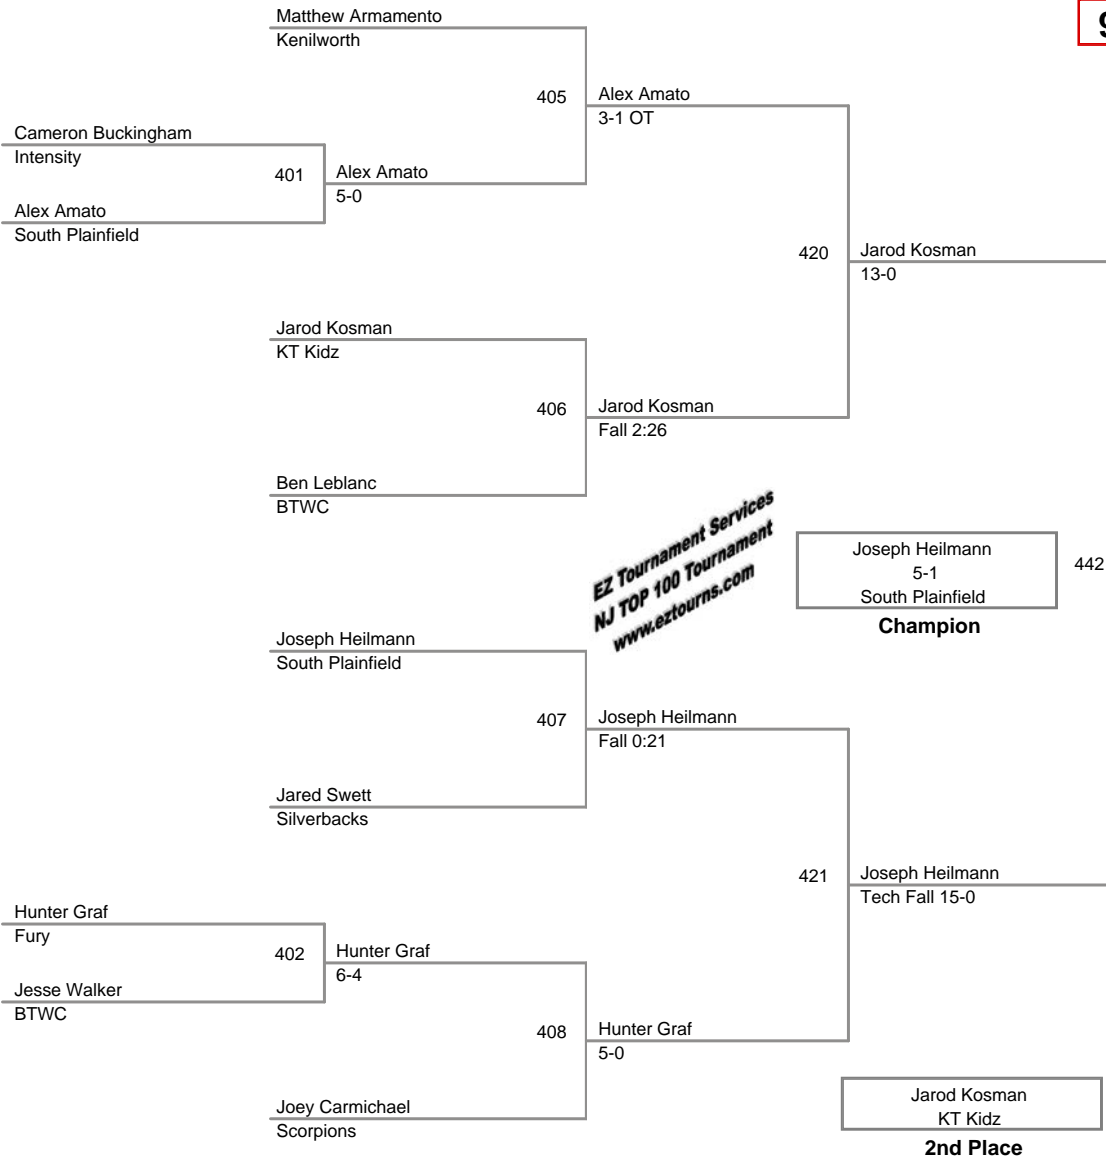 Matthew Armamento
Kenilworth
9
405
Alex Amato
3-1 OT
Cameron Buckingham
Intensity
401
Alex Amato
5-0
Alex Amato
South Plainfield
420
Jarod Kosman
13-0
Jarod Kosman
KT Kidz
406
Jarod Kosman
Fall 2:26
Ben Leblanc
BTWC
EZ Tournament Services
NJ TOP 100 Tournament
www.eztourns.com
Joseph Heilmann
5-1
South Plainfield
442
Champion
Joseph Heilmann
South Plainfield
407
Joseph Heilmann
Fall 0:21
Jared Swett
Silverbacks
421
Joseph Heilmann
Tech Fall 15-0
Hunter Graf
Fury
402
Hunter Graf
6-4
Jesse Walker
BTWC
408
Hunter Graf
5-0
Joey Carmichael
Scorpions
Jarod Kosman
KT Kidz
2nd Place